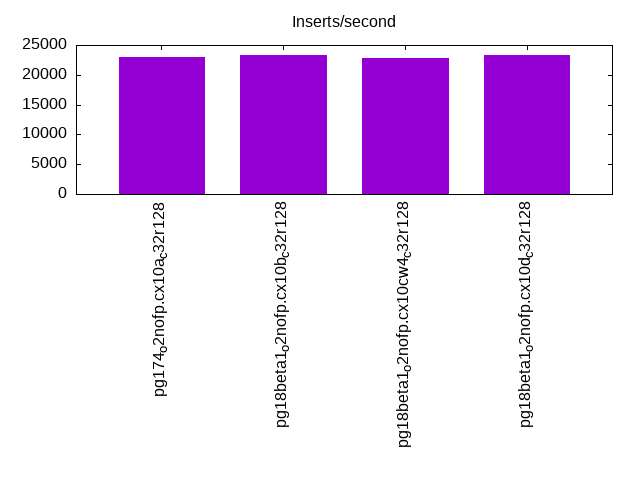 Inserts/second
25000
20000
15000
10000
5000
0
pg174o2nofp.cx10ac32r128
pg18beta1o2nofp.cx10bc32r128
pg18beta1o2nofp.cx10cw4c32r128
pg18beta1o2nofp.cx10dc32r128